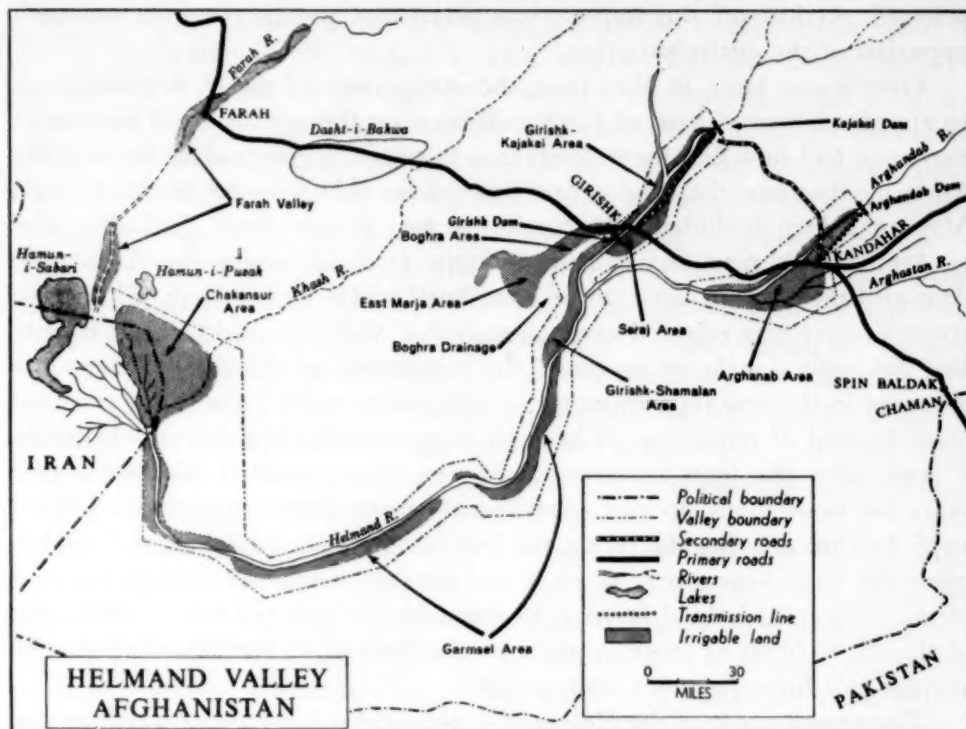 Farah R.
FARAH
Dasht-i-Bakwa
Girishk-
Kajakai Area
Kajakai Dam
Arghandab R.
Arghandab Dam
GIRISHK
Farah Valley
Girishk Dam
Boghra Area
KANDAHAR
Hamun-
i-Sabari
Hamun-i-Pusak
Khash R.
Arghastan R.
Chakansur
Area
East Marja Area
Seraj Area
Boghra Drainage
Arghanab Area
Girishk-Shamalan
Area
SPIN BALDAK
CHAMAN
IRAN
Helmand R.
Political boundary
Valley boundary
Secondary roads
Primary roads
Rivers
Lakes
Transmission line
Irrigable land
0 30
MILES
Garmsel Area
HELMAND VALLEY
AFGHANISTAN
PAKISTAN